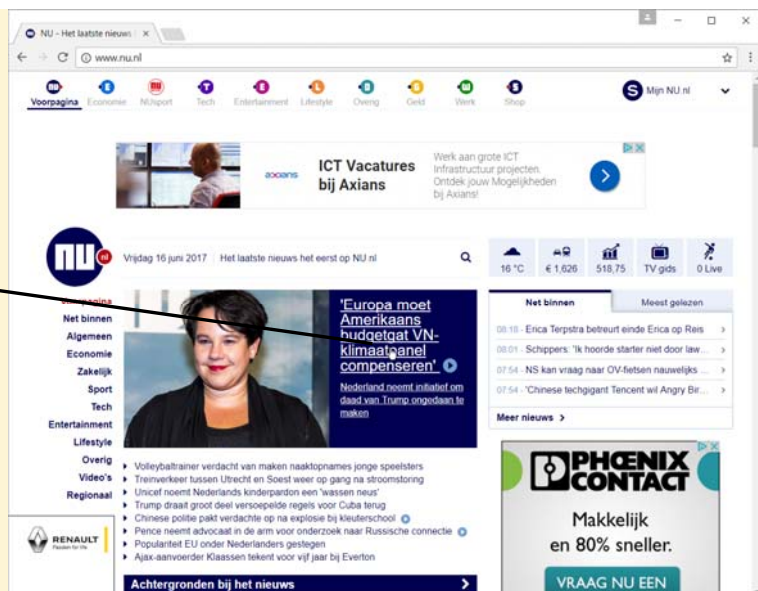 NU - Het laatste nieuws
www.nu.nl
Voorpagina Economie NUsport Tech Entertainment Lifestyle Overig Geld Werk Shop
S Mijn NU.nl
axians
ICT Vacatures
bij Axians
Werk aan grote ICT
Infrastructuur projecten.
Ontdek jouw Mogelijkheden
bij Axians!
NU nl
Vrijdag 16 juni 2017 Het laatste nieuws het eerst op NU.nl
16 °C € 1,626 518,75 TV gids 0 Live
Voorpagina
Net binnen
Algemeen
Economie
Zakelijk
Sport
Tech
Entertainment
Lifestyle
Overig
Video's
Regionaal
'Europa moet
Amerikaans
budgetgat VN-
klimaatpanel
compenseren'
Nederland neemt initiatief om
daad van Trump ongedaan te
maken
Net binnen Meest gelezen
08:18 - Erica Terpstra betreurt einde Erica op Reis
08:01 - Schippers: 'Ik hoorde starter niet door law...
07:54 - NS kan vraag naar OV-fietsen nauwelijks ...
07:54 - 'Chinese techgigant Tencent wil Angry Bir...
Meer nieuws
Volleybaltrainer verdacht van maken naaktopnames jonge speelsters
Treinverkeer tussen Utrecht en Soest weer op gang na stroomstoring
Unicef noemt Nederlands kinderpardon een 'wassen neus'
Trump draait groot deel versoepelde regels voor Cuba terug
Chinese politie pakt verdachte op na explosie bij kleuterschool
Pence neemt advocaat in de arm voor onderzoek naar Russische connectie
Populariteit EU onder Nederlanders gestegen
Ajax-aanvoerder Klaassen tekent voor vijf jaar bij Everton
Achtergronden bij het nieuws
RENAULT
Passion for life
PHŒNIX
CONTACT
Makkelijk
en 80% sneller.
VRAAG NU EEN